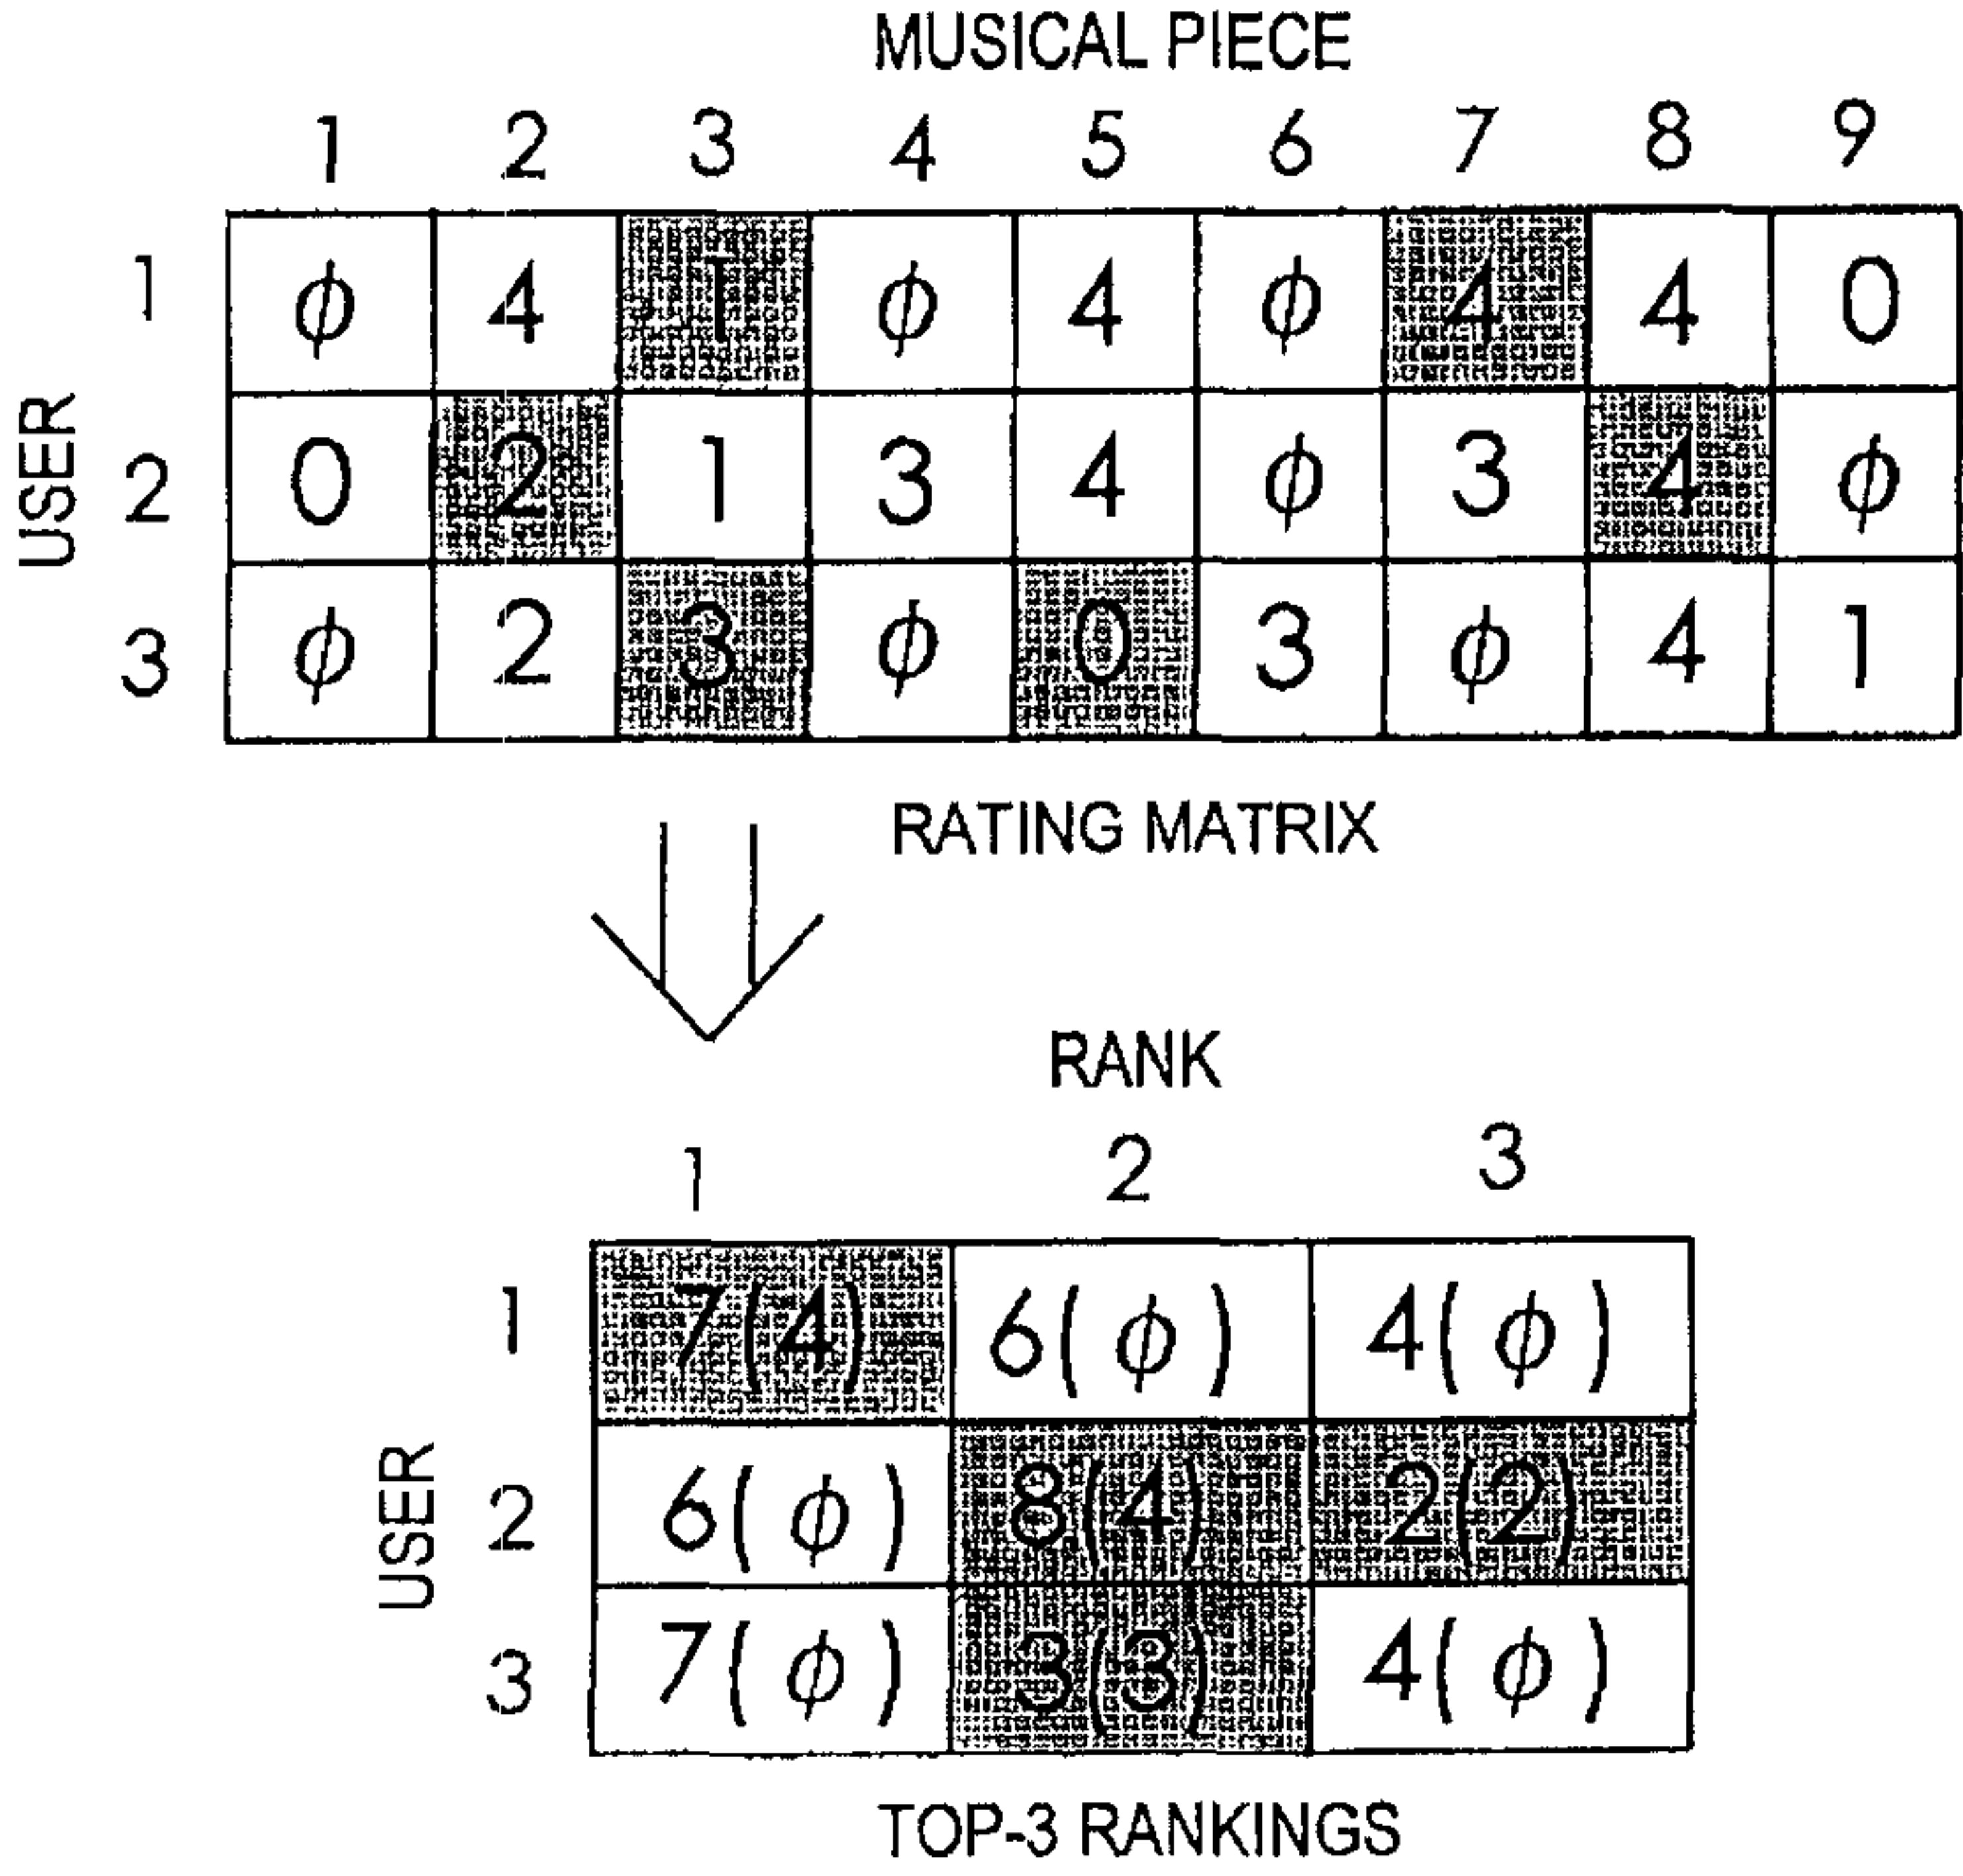 MUSICAL PIECE
1 2 3 4 5 6 7 8 9
USER
1 ϕ 4 1 ϕ 4 ϕ 4 4 0
2 0 2 1 3 4 ϕ 3 4 ϕ
3 ϕ 2 3 ϕ 0 3 ϕ 4 1
RATING MATRIX
RANK
1 2 3
USER
1 7(4) 6(ϕ) 4(ϕ)
2 6(ϕ) 8(4) 2(2)
3 7(ϕ) 3(3) 4(ϕ)
TOP-3 RANKINGS